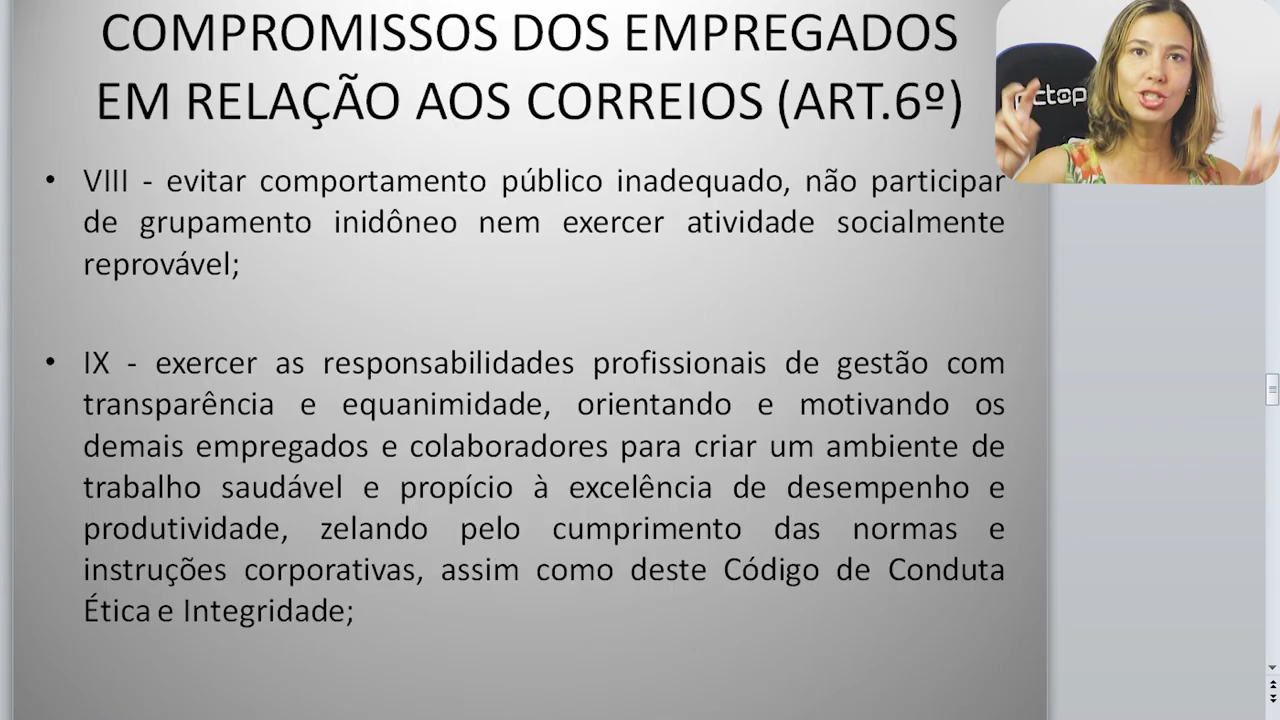 COMPROMISSOS DOS EMPREGADOS
EM RELAÇÃO AOS CORREIOS (ART.6º)
• VIII - evitar comportamento público inadequado, não participar
de grupamento inidôneo nem exercer atividade socialmente
reprovável;
• IX - exercer as responsabilidades profissionais de gestão com
transparência e equanimidade, orientando e motivando os
demais empregados e colaboradores para criar um ambiente de
trabalho saudável e propício à excelência de desempenho e
produtividade, zelando pelo cumprimento das normas e
instruções corporativas, assim como deste Código de Conduta
Ética e Integridade;